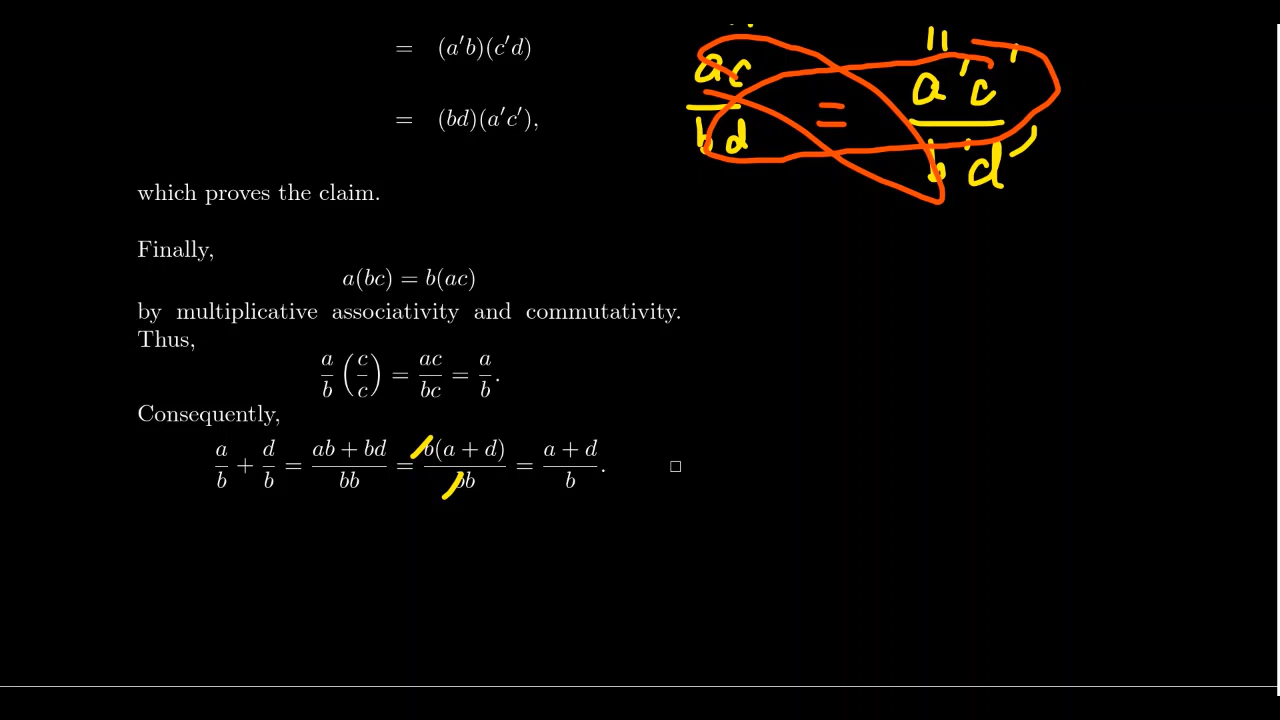 = (a′b)(c′d)
= (bd)(a′c′),
ac/bd = a′c′/b′d′
which proves the claim.
Finally,
a(bc) = b(ac)
by multiplicative associativity and commutativity.
Thus,
a/b (c/c) = ac/bc = a/b.
Consequently,
a/b + d/b = (ab + bd)/bb = b(a + d)/bb = (a + d)/b. □